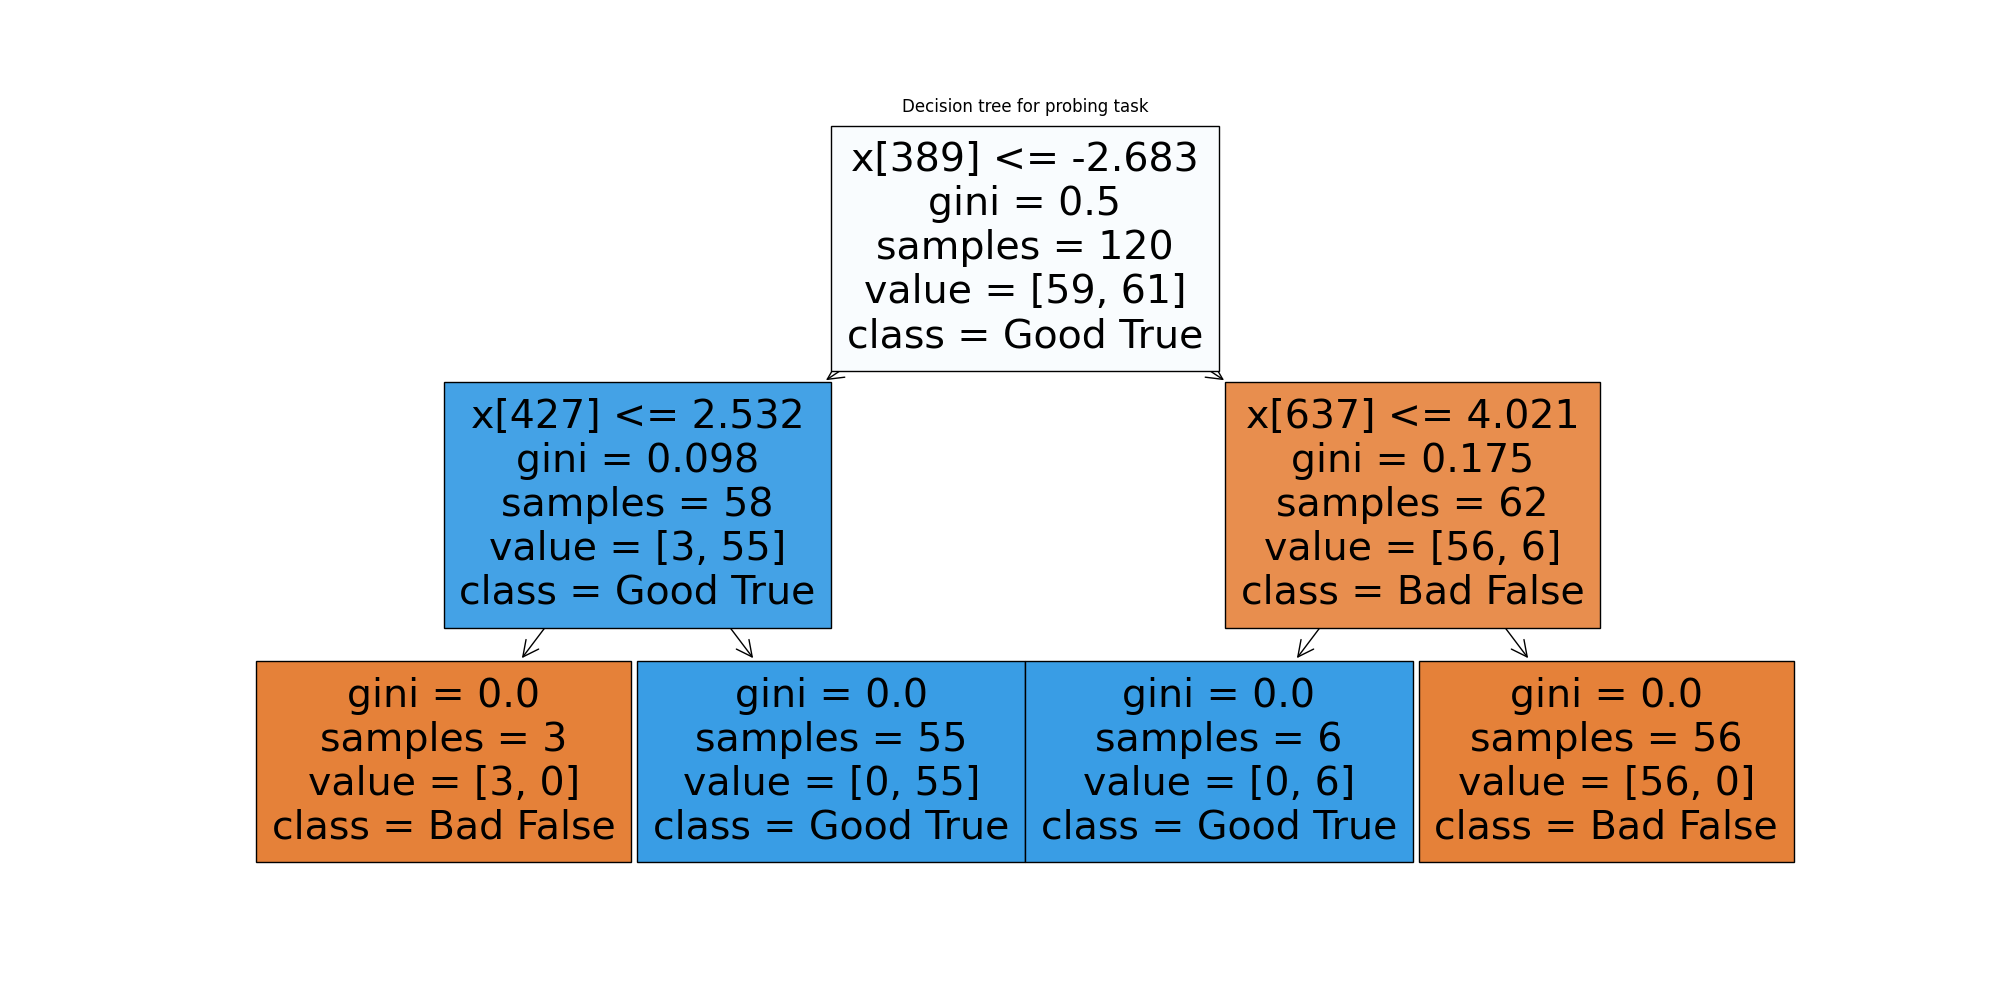 Decision tree for probing task
x[389] <= -2.683
gini = 0.5
samples = 120
value = [59, 61]
class = Good True
x[427] <= 2.532
gini = 0.098
samples = 58
value = [3, 55]
class = Good True
x[637] <= 4.021
gini = 0.175
samples = 62
value = [56, 6]
class = Bad False
gini = 0.0
samples = 3
value = [3, 0]
class = Bad False
gini = 0.0
samples = 55
value = [0, 55]
class = Good True
gini = 0.0
samples = 6
value = [0, 6]
class = Good True
gini = 0.0
samples = 56
value = [56, 0]
class = Bad False